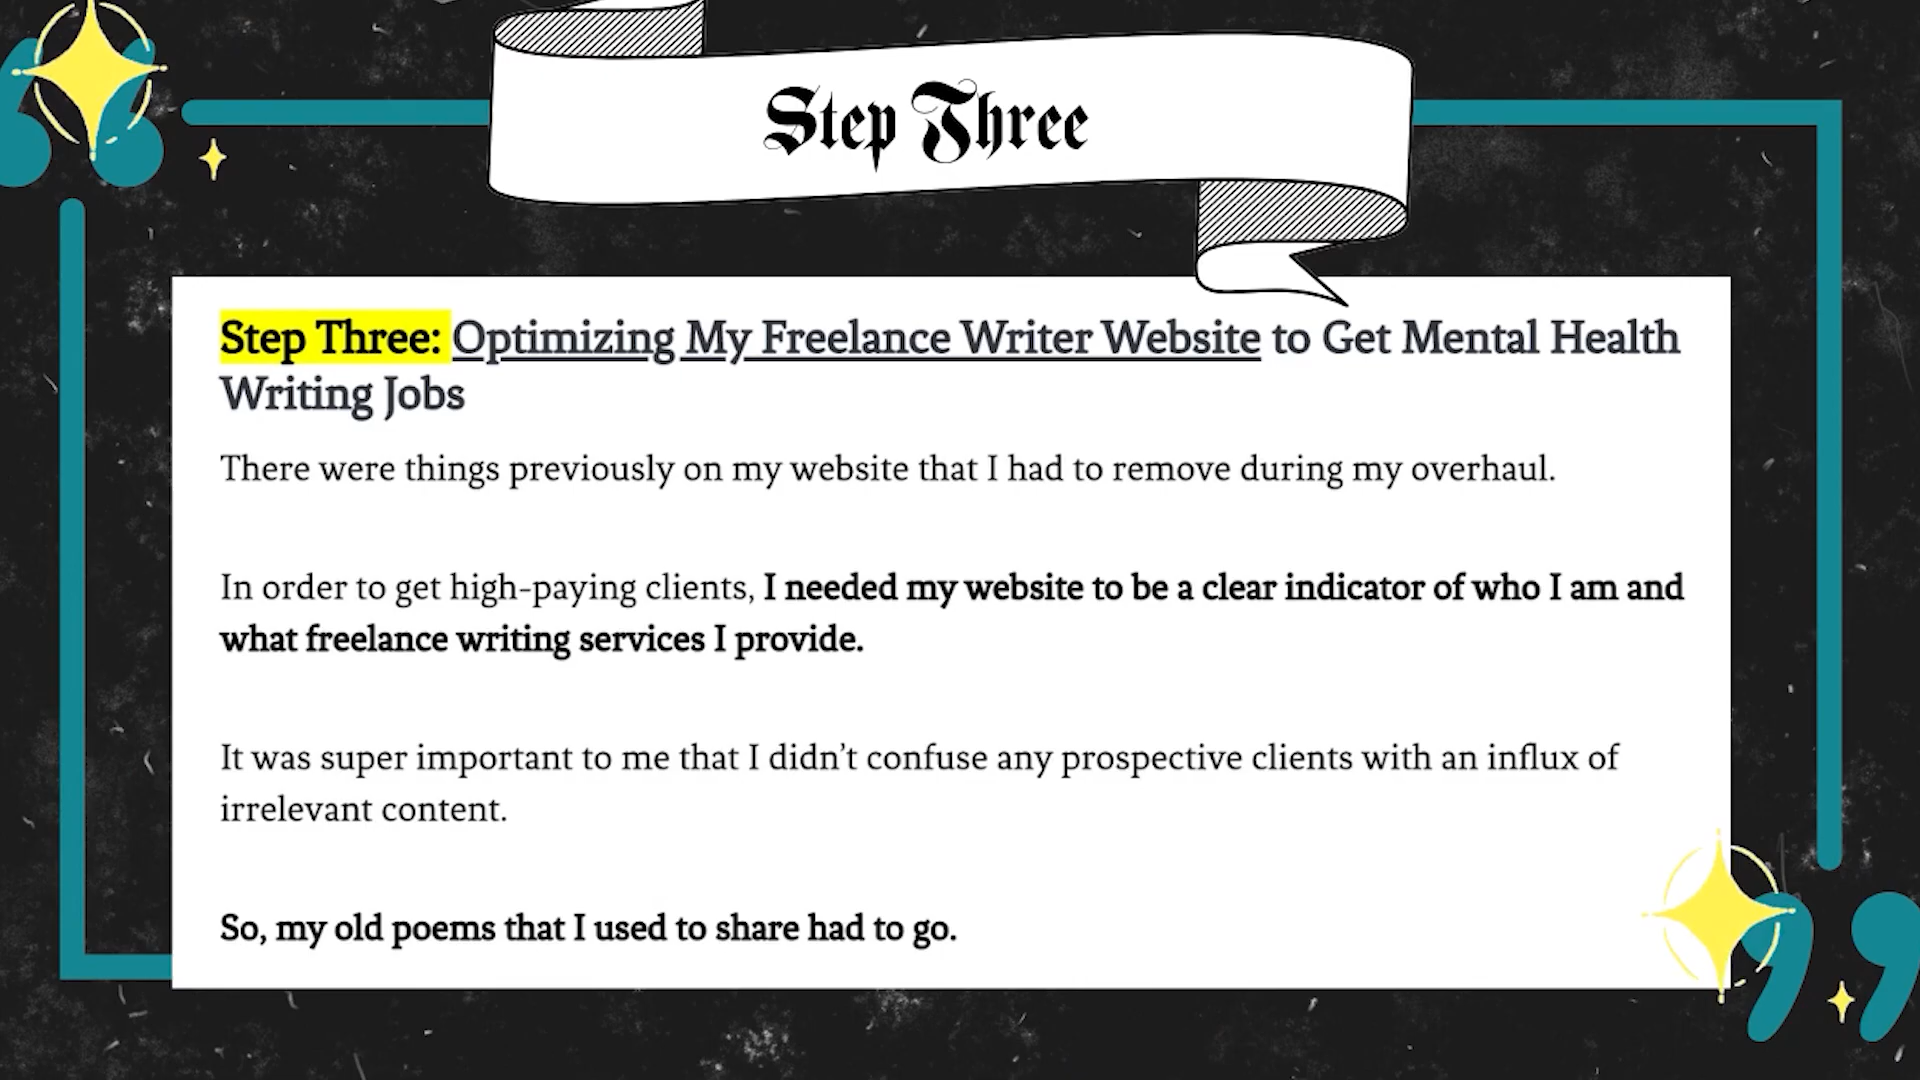 Step Three
Step Three: Optimizing My Freelance Writer Website to Get Mental Health
Writing Jobs
There were things previously on my website that I had to remove during my overhaul.
In order to get high-paying clients, I needed my website to be a clear indicator of who I am and
what freelance writing services I provide.
It was super important to me that I didn’t confuse any prospective clients with an influx of
irrelevant content.
So, my old poems that I used to share had to go.